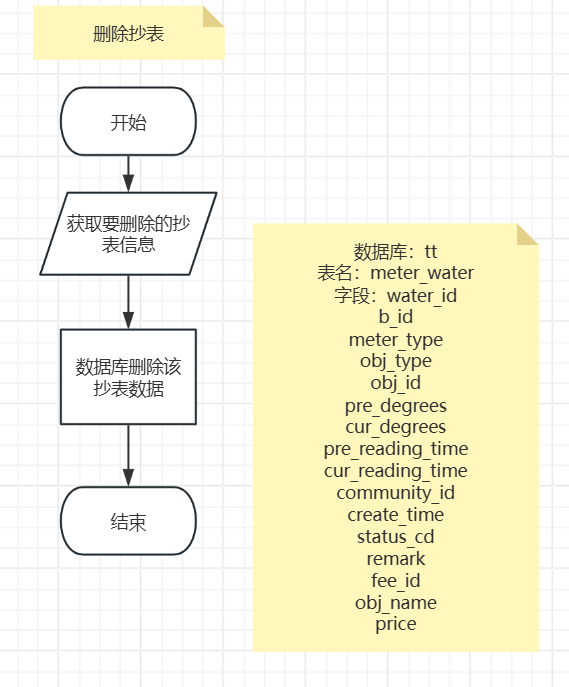 删除抄表
开始
获取要删除的抄
表信息
数据库删除该
抄表数据
结束
数据库：tt
表名：meter_water
字段：water_id
b_id
meter_type
obj_type
obj_id
pre_degrees
cur_degrees
pre_reading_time
cur_reading_time
community_id
create_time
status_cd
remark
fee_id
obj_name
price